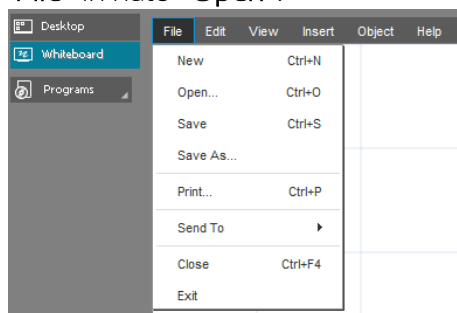 Desktop
Whiteboard
Programs
File Edit View Insert Object Help
New Ctrl+N
Open... Ctrl+O
Save Ctrl+S
Save As...
Print... Ctrl+P
Send To
Close Ctrl+F4
Exit